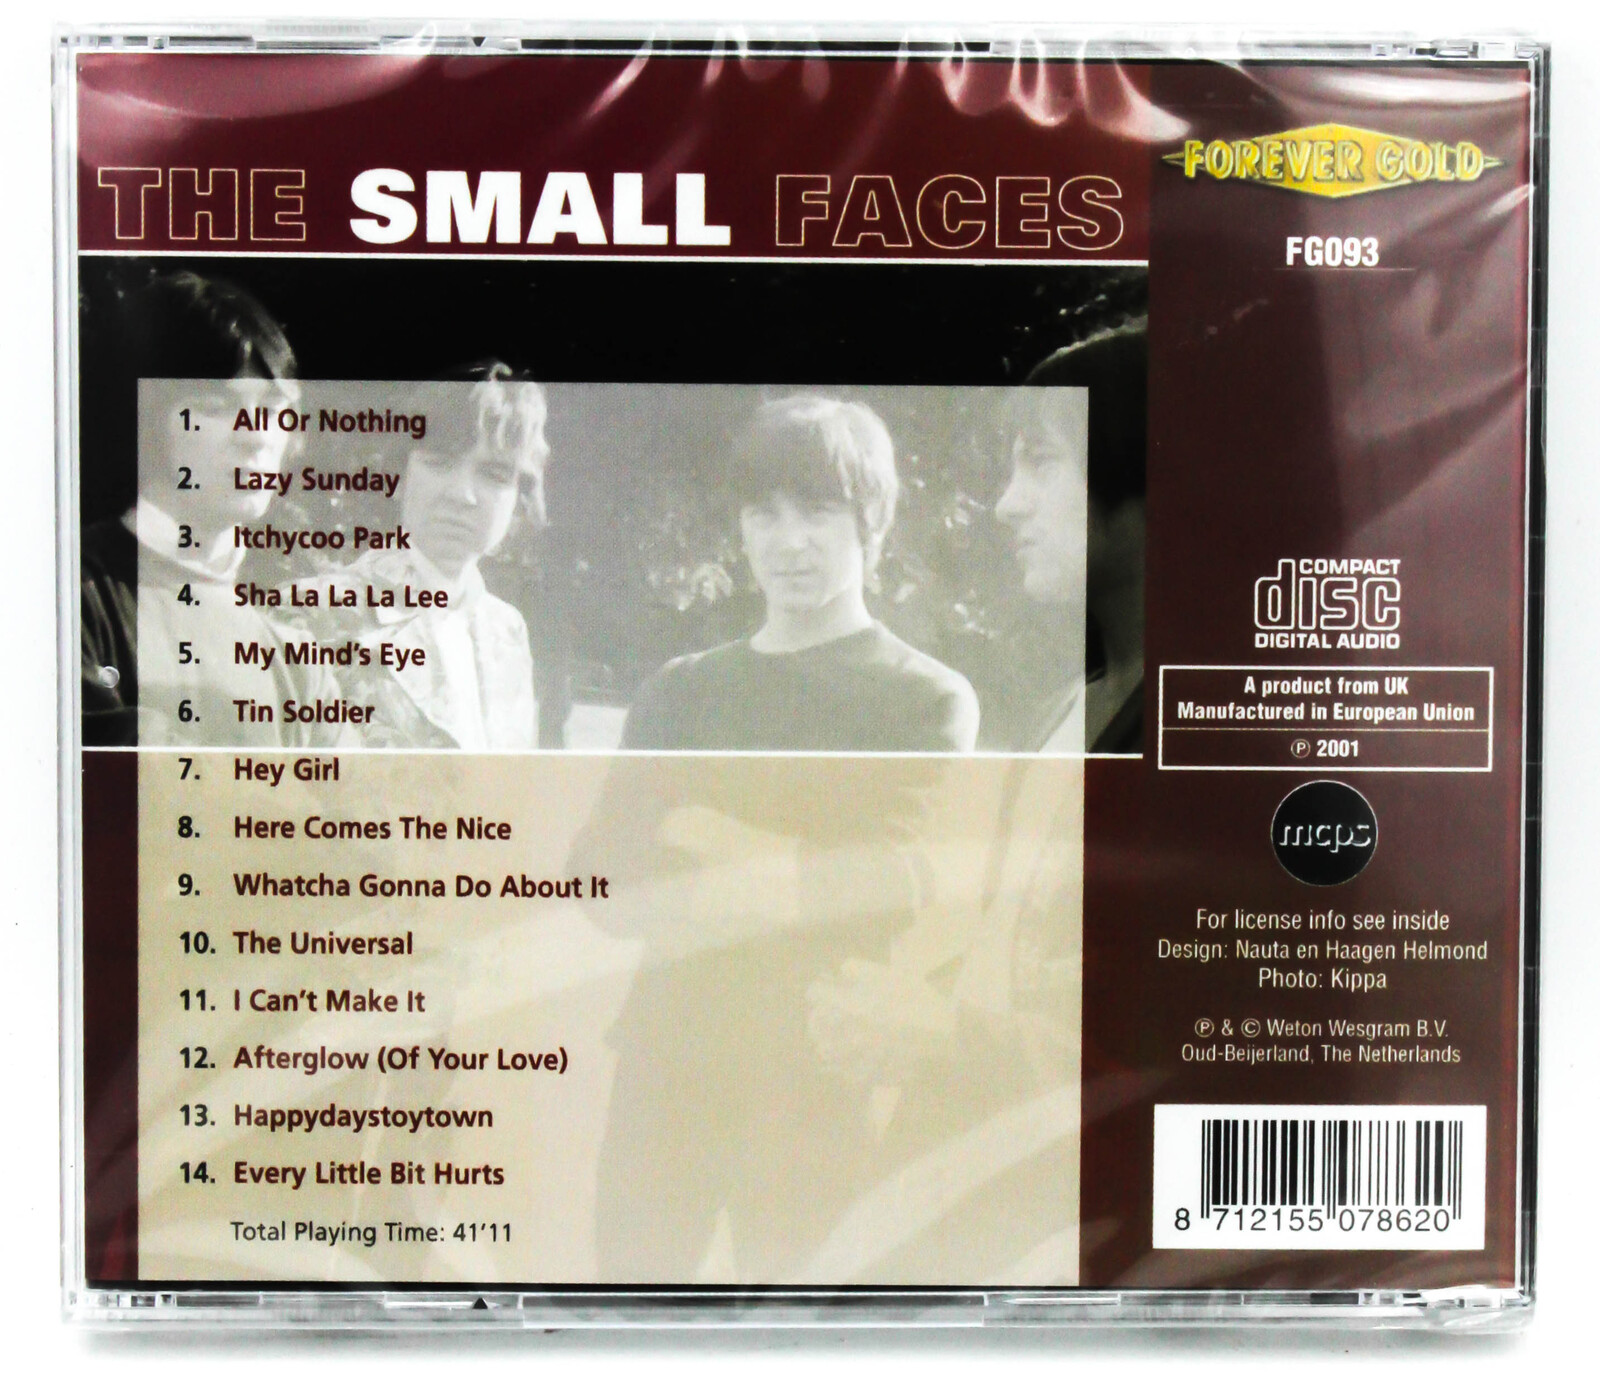 THE SMALL FACES
FOREVER GOLD
FG093
1. All Or Nothing
2. Lazy Sunday
3. Itchycoo Park
4. Sha La La La Lee
5. My Mind's Eye
6. Tin Soldier
7. Hey Girl
8. Here Comes The Nice
9. Whatcha Gonna Do About It
10. The Universal
11. I Can't Make It
12. Afterglow (Of Your Love)
13. Happydaystoytown
14. Every Little Bit Hurts
Total Playing Time: 41'11
COMPACT
disc
DIGITAL AUDIO
A product from UK
Manufactured in European Union
℗ 2001
mcps
For license info see inside
Design: Nauta en Haagen Helmond
Photo: Kippa
℗ & © Weton Wesgram B.V.
Oud-Beijerland, The Netherlands
8 712155 078620